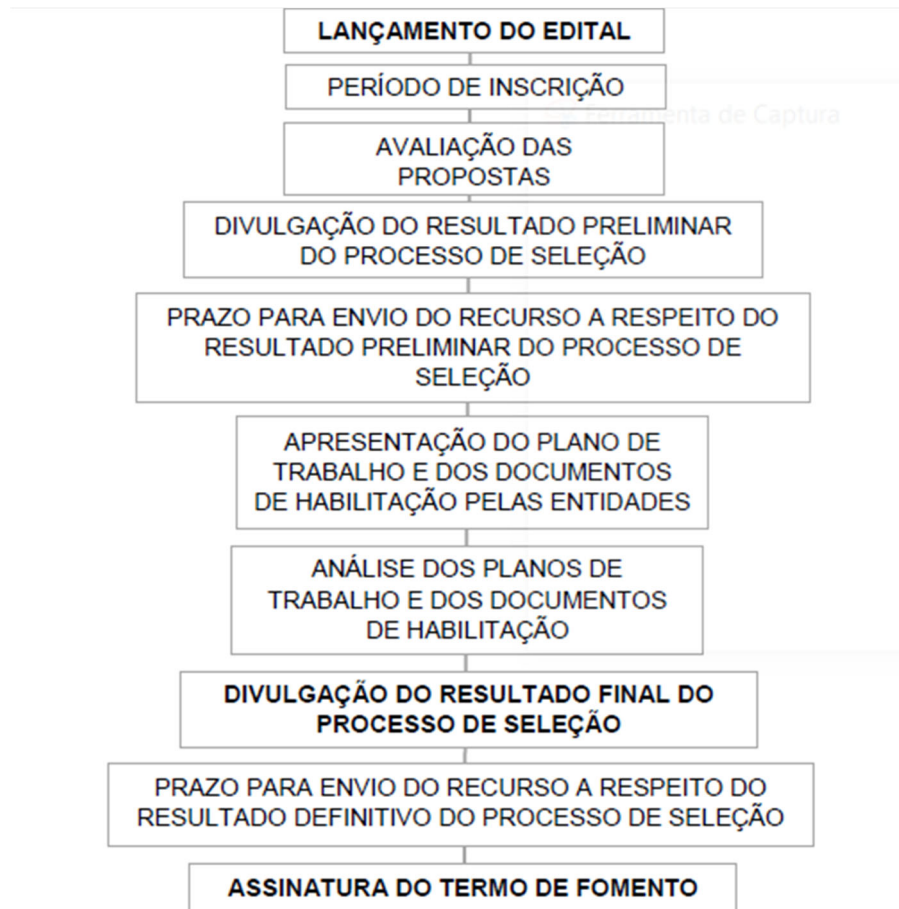 LANÇAMENTO DO EDITAL
PERÍODO DE INSCRIÇÃO
Ferramenta de Captura
AVALIAÇÃO DAS
PROPOSTAS
DIVULGAÇÃO DO RESULTADO PRELIMINAR
DO PROCESSO DE SELEÇÃO
PRAZO PARA ENVIO DO RECURSO A RESPEITO DO
RESULTADO PRELIMINAR DO PROCESSO DE
SELEÇÃO
APRESENTAÇÃO DO PLANO DE
TRABALHO E DOS DOCUMENTOS
DE HABILITAÇÃO PELAS ENTIDADES
ANÁLISE DOS PLANOS DE
TRABALHO E DOS DOCUMENTOS
DE HABILITAÇÃO
DIVULGAÇÃO DO RESULTADO FINAL DO
PROCESSO DE SELEÇÃO
PRAZO PARA ENVIO DO RECURSO A RESPEITO DO
RESULTADO DEFINITIVO DO PROCESSO DE SELEÇÃO
ASSINATURA DO TERMO DE FOMENTO